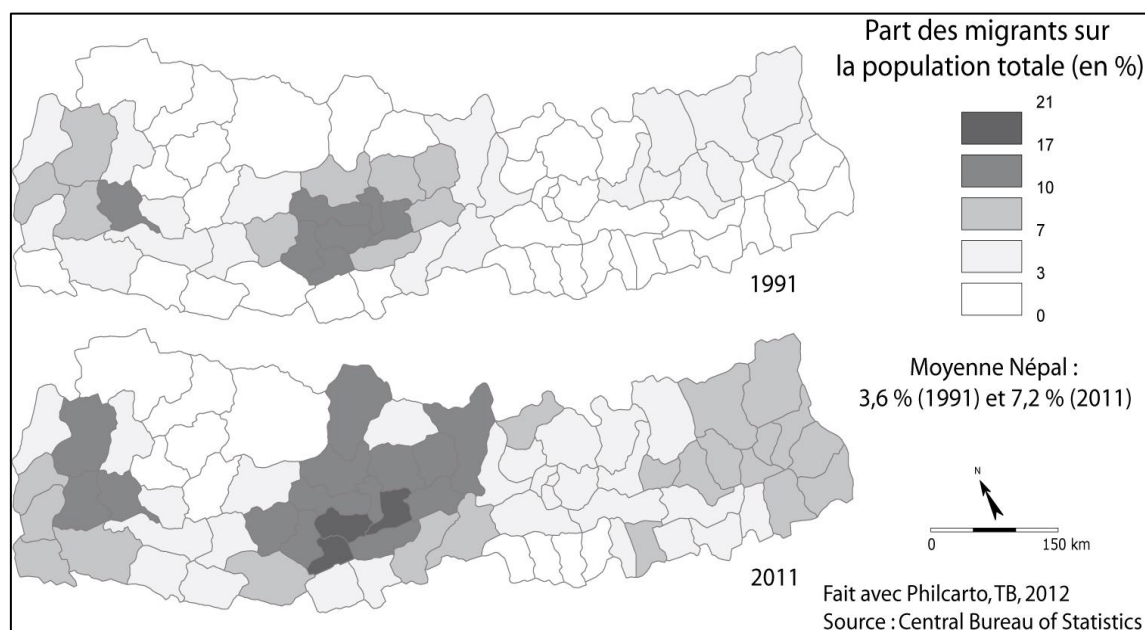 Part des migrants sur
la population totale (en %)
21
17
10
7
3
0
1991
Moyenne Népal :
3,6 % (1991) et 7,2 % (2011)
N
0 150 km
2011
Fait avec Philcarto, TB, 2012
Source : Central Bureau of Statistics